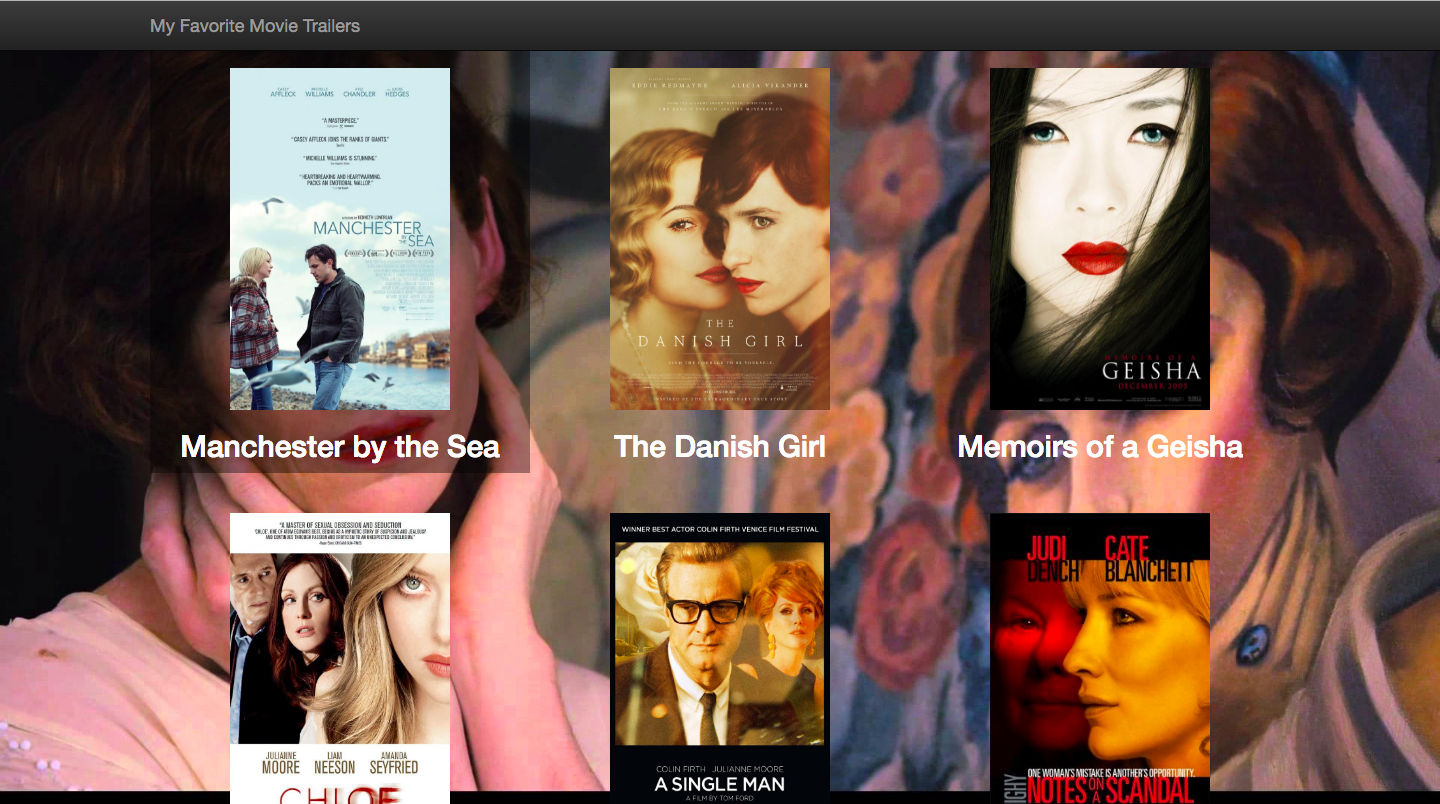 My Favorite Movie Trailers
CASEY AFFLECK MICHELLE WILLIAMS KYLE CHANDLER LUCAS HEDGES
"A MASTERPIECE."
"CASEY AFFLECK JOINS THE RANKS OF GIANTS."
"MICHELLE WILLIAMS IS STUNNING."
"HEARTBREAKING AND HEARTWARMING.
PACKS AN EMOTIONAL WALLOP."
KENNETH LONERGAN
MANCHESTER
BY THE SEA
Manchester by the Sea
EDDIE REDMAYNE ALICIA VIKANDER
THE
DANISH GIRL
FIND THE COURAGE TO BE YOURSELF
INSPIRED BY THE EXTRAORDINARY TRUE STORY
The Danish Girl
MEMOIRS OF A
GEISHA
DECEMBER 2005
Memoirs of a Geisha
"A MASTER OF SEXUAL OBSESSION AND SEDUCTION
JULIANNE MOORE LIAM NEESON AMANDA SEYFRIED
CHLOE
WINNER BEST ACTOR COLIN FIRTH VENICE FILM FESTIVAL
COLIN FIRTH JULIANNE MOORE
A SINGLE MAN
A FILM BY TOM FORD
JUDI DENCH CATE BLANCHETT
ONE WOMAN'S MISTAKE IS ANOTHER'S OPPORTUNITY.
NOTES ON A SCANDAL